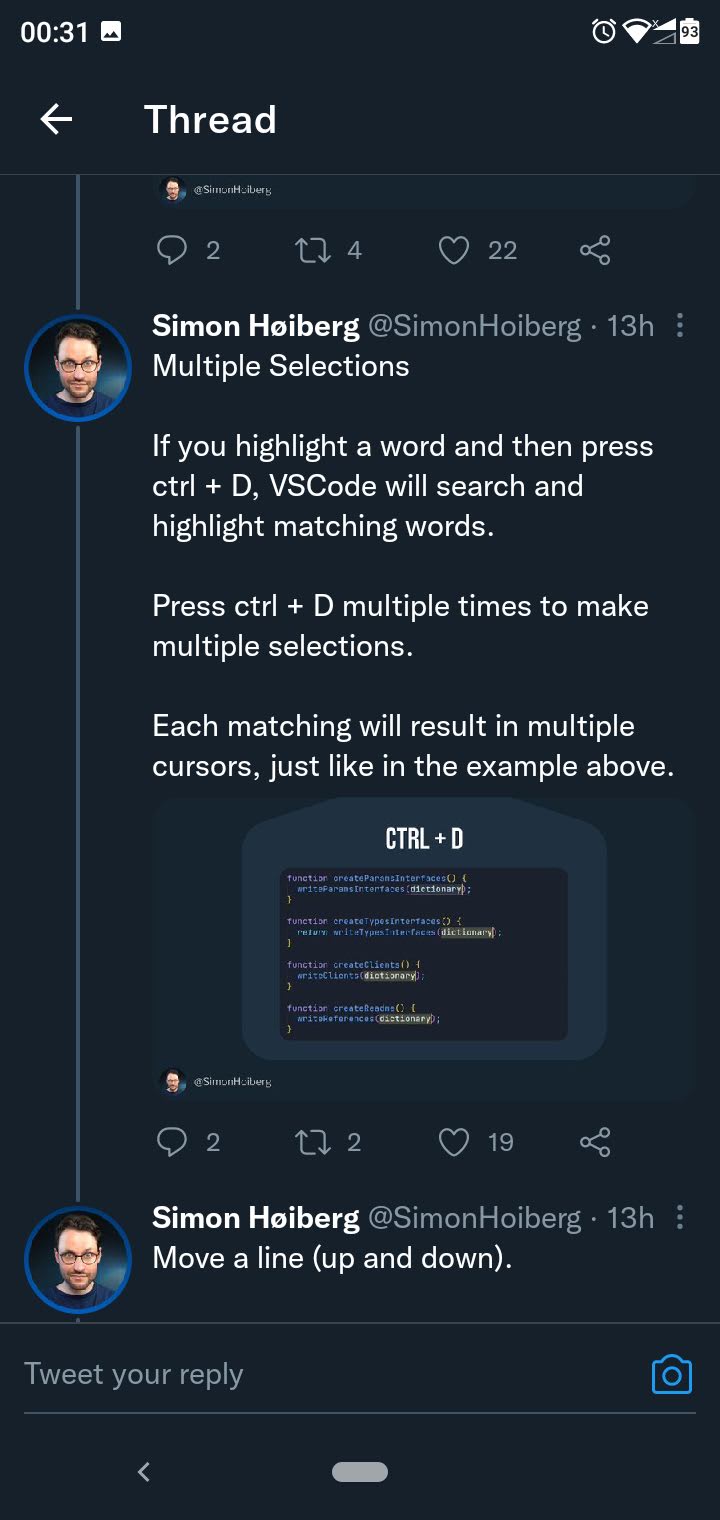 00:31
93
Thread
@SimonHoiberg
2 4 22
Simon Høiberg @SimonHoiberg · 13h
Multiple Selections
If you highlight a word and then press
ctrl + D, VSCode will search and
highlight matching words.
Press ctrl + D multiple times to make
multiple selections.
Each matching will result in multiple
cursors, just like in the example above.
CTRL + D
function createParamsInterfaces() {
writeParamsInterfaces(dictionary);
}
function createTypesInterfaces() {
return writeTypesInterfaces(dictionary);
}
function createClients() {
writeClients(dictionary);
}
function createReadme() {
writeReferences(dictionary);
}
@SimonHoiberg
2 2 19
Simon Høiberg @SimonHoiberg · 13h
Move a line (up and down).
Tweet your reply